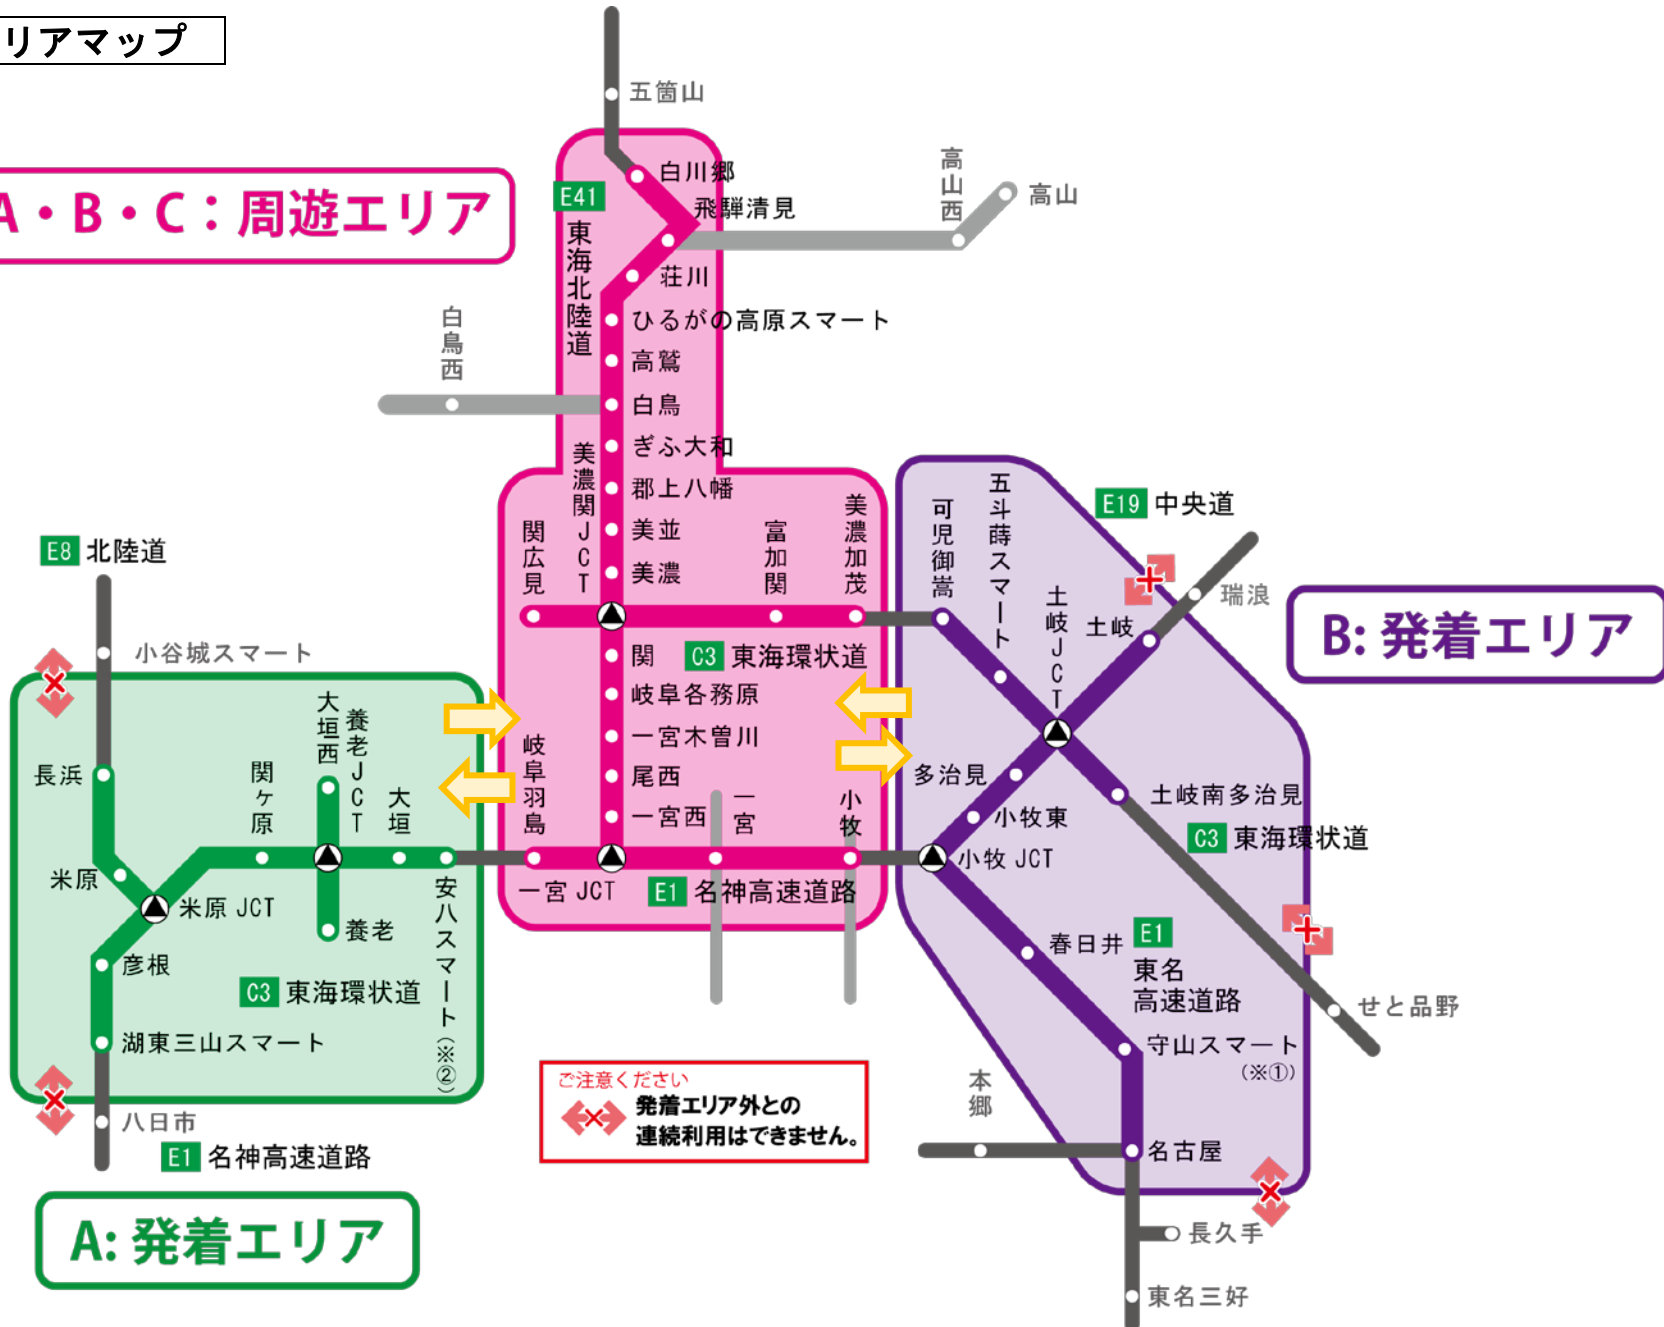 リアマップ
五箇山
白川郷
E41
東海北陸道
飛騨清見
高山西
高山
A・B・C：周遊エリア
荘川
ひるがの高原スマート
白鳥西
高鷲
白鳥
ぎふ大和
美濃関JCT
郡上八幡
美並
美濃
関広見
富加関
美濃加茂
可児御嵩
五斗蒔スマート
E19 中央道
土岐JCT
土岐
瑞浪
B: 発着エリア
E8 北陸道
小谷城スマート
関
C3 東海環状道
岐阜各務原
一宮木曽川
岐阜羽島
尾西
一宮西
一宮
小牧
長浜
関ヶ原
大垣西
養老JCT
大垣
多治見
土岐南多治見
小牧東
C3 東海環状道
小牧 JCT
米原
米原 JCT
安八スマート（※②）
一宮 JCT
E1 名神高速道路
養老
彦根
C3 東海環状道
春日井
E1
東名
高速道路
せと品野
湖東三山スマート
守山スマート
（※①）
ご注意ください
発着エリア外との
連続利用はできません。
本郷
八日市
E1 名神高速道路
名古屋
A: 発着エリア
長久手
東名三好